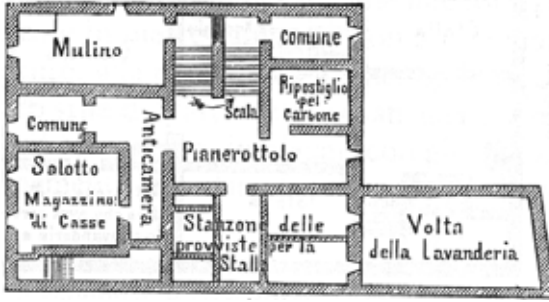 Mulino
Comune
Ripostiglio
pel
Carbone
Scala
Comune
Anticamera
Pianerottolo
Salotto
Magazzino
di Casse
Stanzone delle
provviste per la
Stall
Volta
della Lavanderia